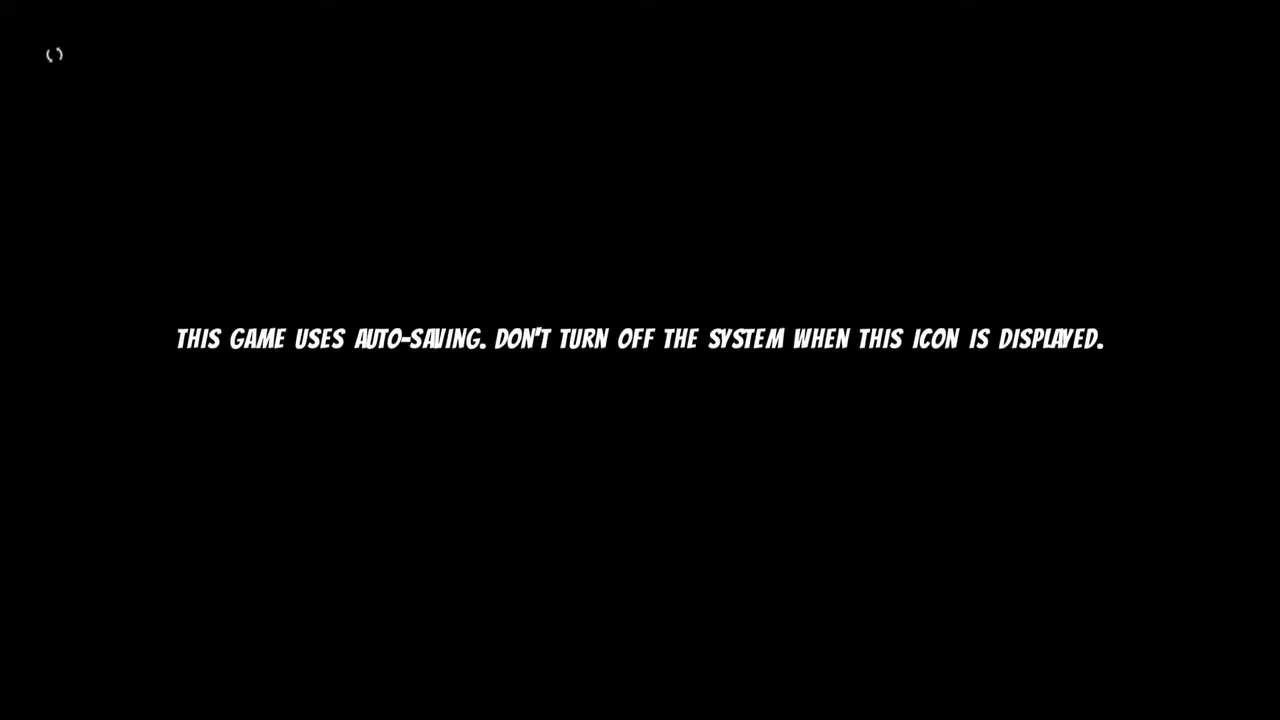 THIS GAME USES AUTO-SAVING. DON'T TURN OFF THE SYSTEM WHEN THIS ICON IS DISPLAYED.